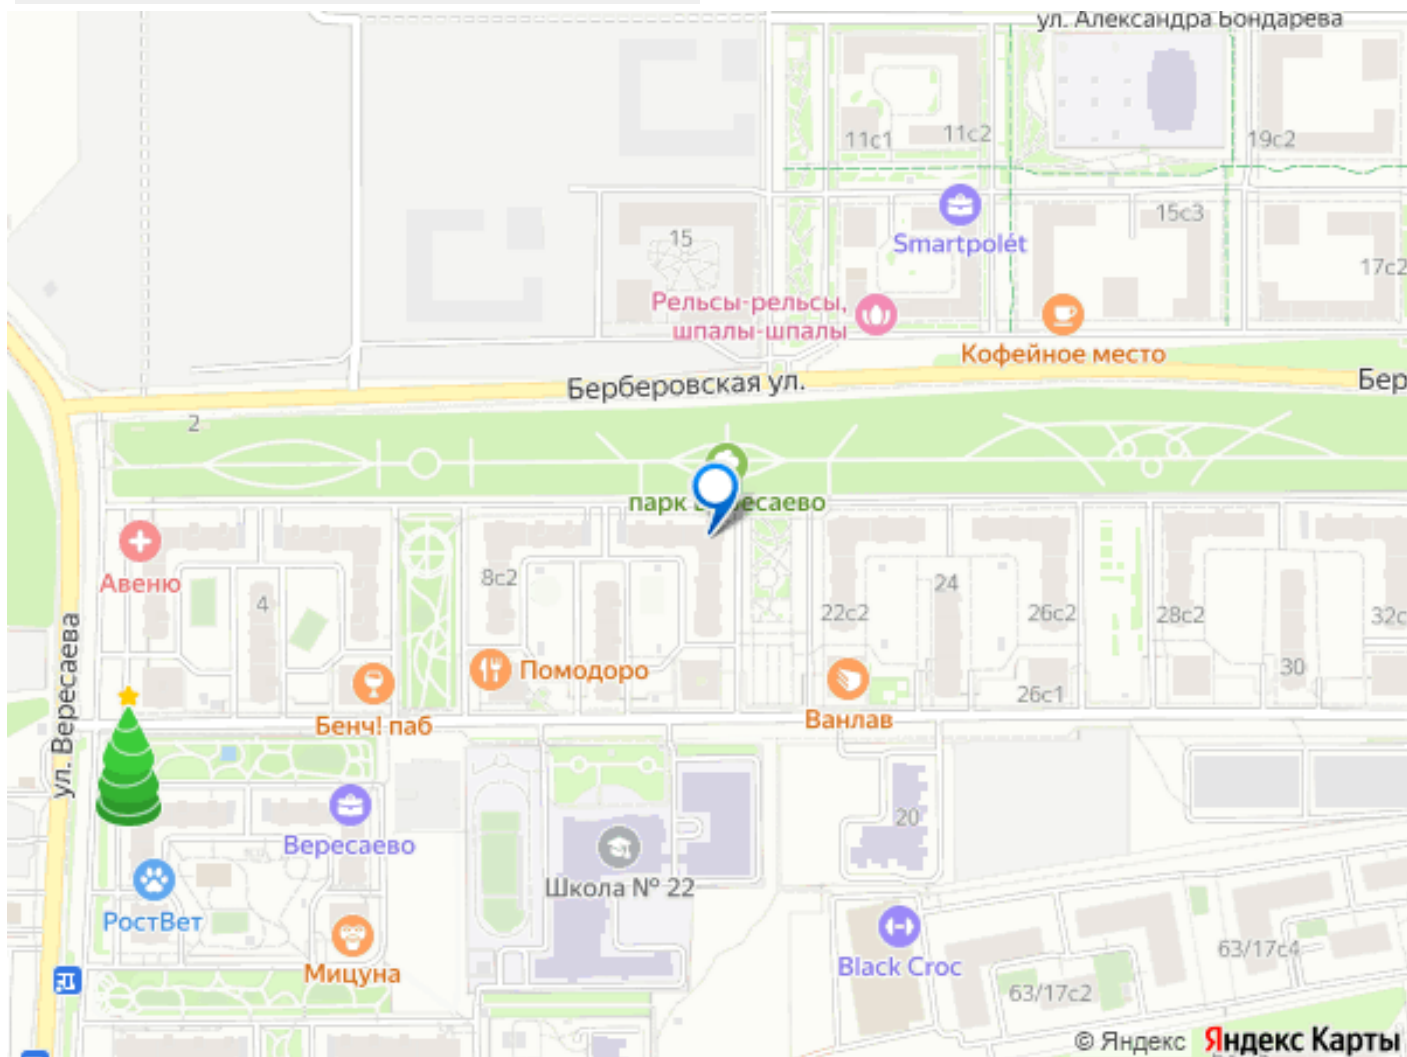 ул. Александра Бондарева
11с1
11с2
19с2
15
15с3
Smartpolét
17с2
Рельсы-рельсы,
шпалы-шпалы
Кофейное место
Берберовская ул.
Бер
2
парк
Авеню
8с2
4
24
22с2
26с2
28с2
32с
ул. Вересаева
Помодоро
30
26с1
Бенч! паб
Ванлав
20
Вересаево
Школа № 22
РостВет
Мицуна
Black Croc
63/17с4
63/17с2
© Яндекс Яндекс Карты